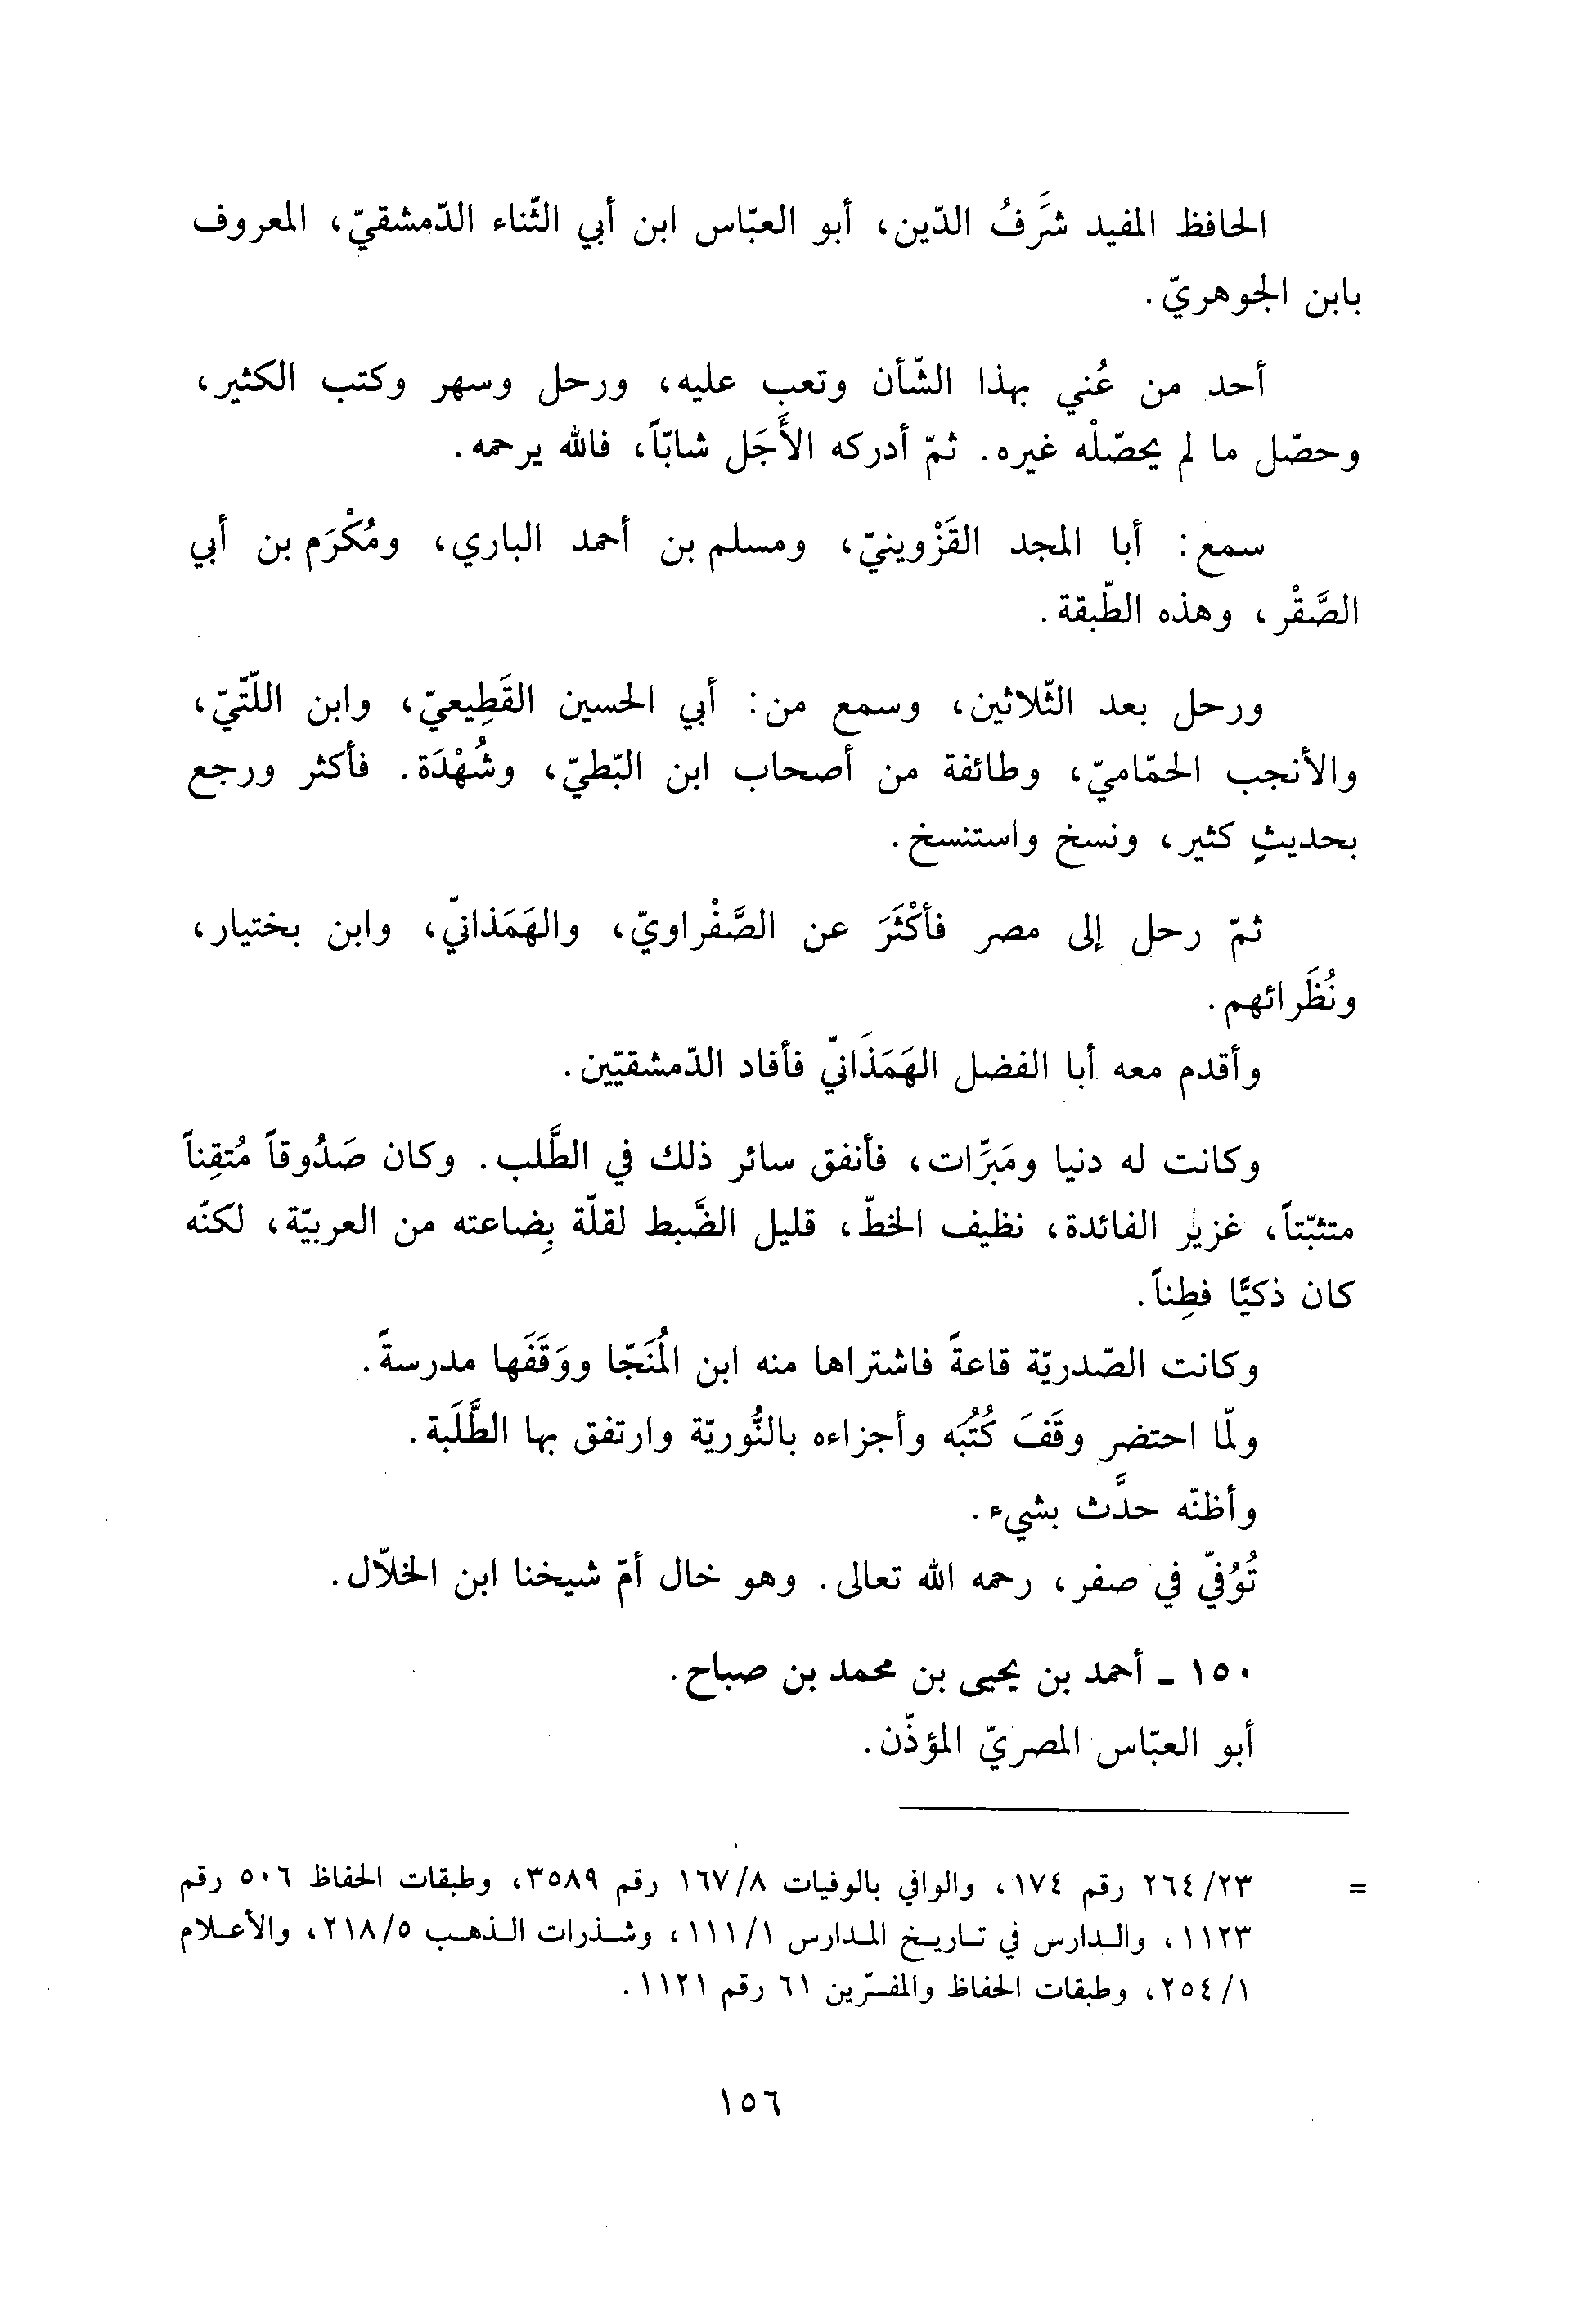 الحافظ المفيد شَرَفُ الدّين، أبو العبّاس ابن أبي الثّناء الدّمشقيّ، المعروف
بابن الجوهريّ.
أحد من عُني بهذا الشّأن وتعب عليه، ورحل وسهر وكتب الكثير،
وحصّل ما لم يحصّلْه غيره. ثمّ أدركه الأَجَل شابّاً، فالله يرحمه.
سمع: أبا المجد القَزْوينيّ، ومسلم بن أحمد الباري، ومُكْرَم بن أبي
الصَّقْر، وهذه الطّبقة.
ورحل بعد الثّلاثين، وسمع من: أبي الحسين القَطِيعيّ، وابن اللّتّيّ،
والأنجب الحمّاميّ، وطائفة من أصحاب ابن البّطيّ، وشُهْدَة. فأكثر ورجع
بحديثٍ كثير، ونسخ واستنسخ.
ثمّ رحل إلى مصر فأكْثَرَ عن الصَّفْراويّ، والهَمَذانيّ، وابن بختيار،
ونُظَرائهم.
وأقدم معه أبا الفضل الهَمَذَانيّ فأفاد الدّمشقيّين.
وكانت له دنيا ومَبرِّات، فأنفق سائر ذلك في الطَّلب. وكان صَدُوقاً مُتقِناً
متثبّتاً، غزير الفائدة، نظيف الخطّ، قليل الضَّبط لقلّة بِضاعته من العربيّة، لكنّه
كان ذكيًّا فطِناً.
وكانت الصّدريّة قاعةً فاشتراها منه ابن المُنَجّا ووَقَفَها مدرسةً.
ولّما احتضر وقَفَ كُتُبَه وأجزاءه بالنُّوريّة وارتفق بها الطَّلَبة.
وأظنّه حدَّث بشيء.
تُوُفيّ في صفر، رحمه الله تعالى. وهو خال أمّ شيخنا ابن الخلاّل.
١٥٠ - أحمد بن يحيى بن محمد بن صباح.
أبو العبّاس المصريّ المؤذّن.
= ٢٦٤/٢٣ رقم ١٧٤، والوافي بالوفيات ١٦٧/٨ رقم ٣٥٨٩، وطبقات الحفاظ ٥٠٦ رقم
١١٢٣، والـدارس في تـاريـخ المـدارس ١١١/١، وشـذرات الـذهـب ٢١٨/٥، والأعـلام
٢٥٤/١، وطبقات الحفاظ والمفسّرين ٦١ رقم ١١٢١.
١٥٦